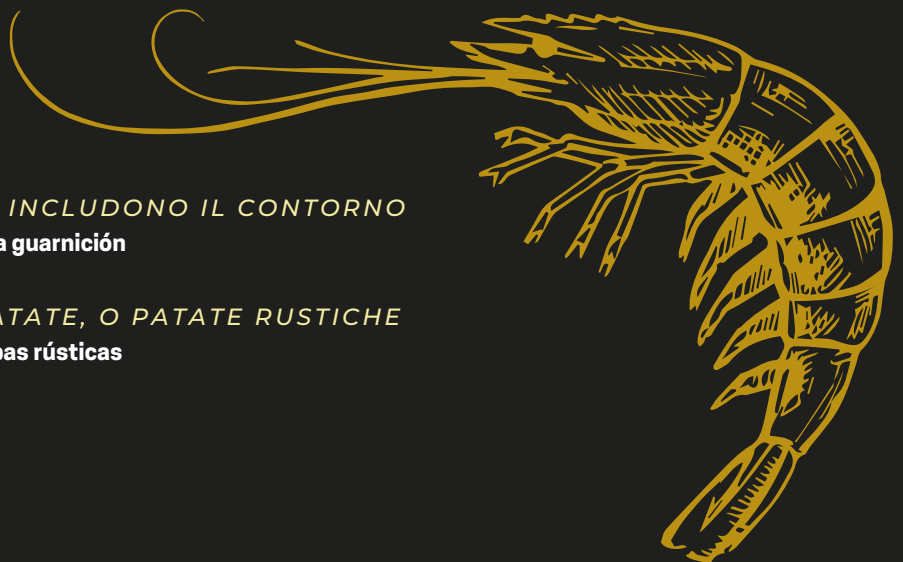 INCLUDONO IL CONTORNO
a guarnición
ATATE, O PATATE RUSTICHE
pas rústicas